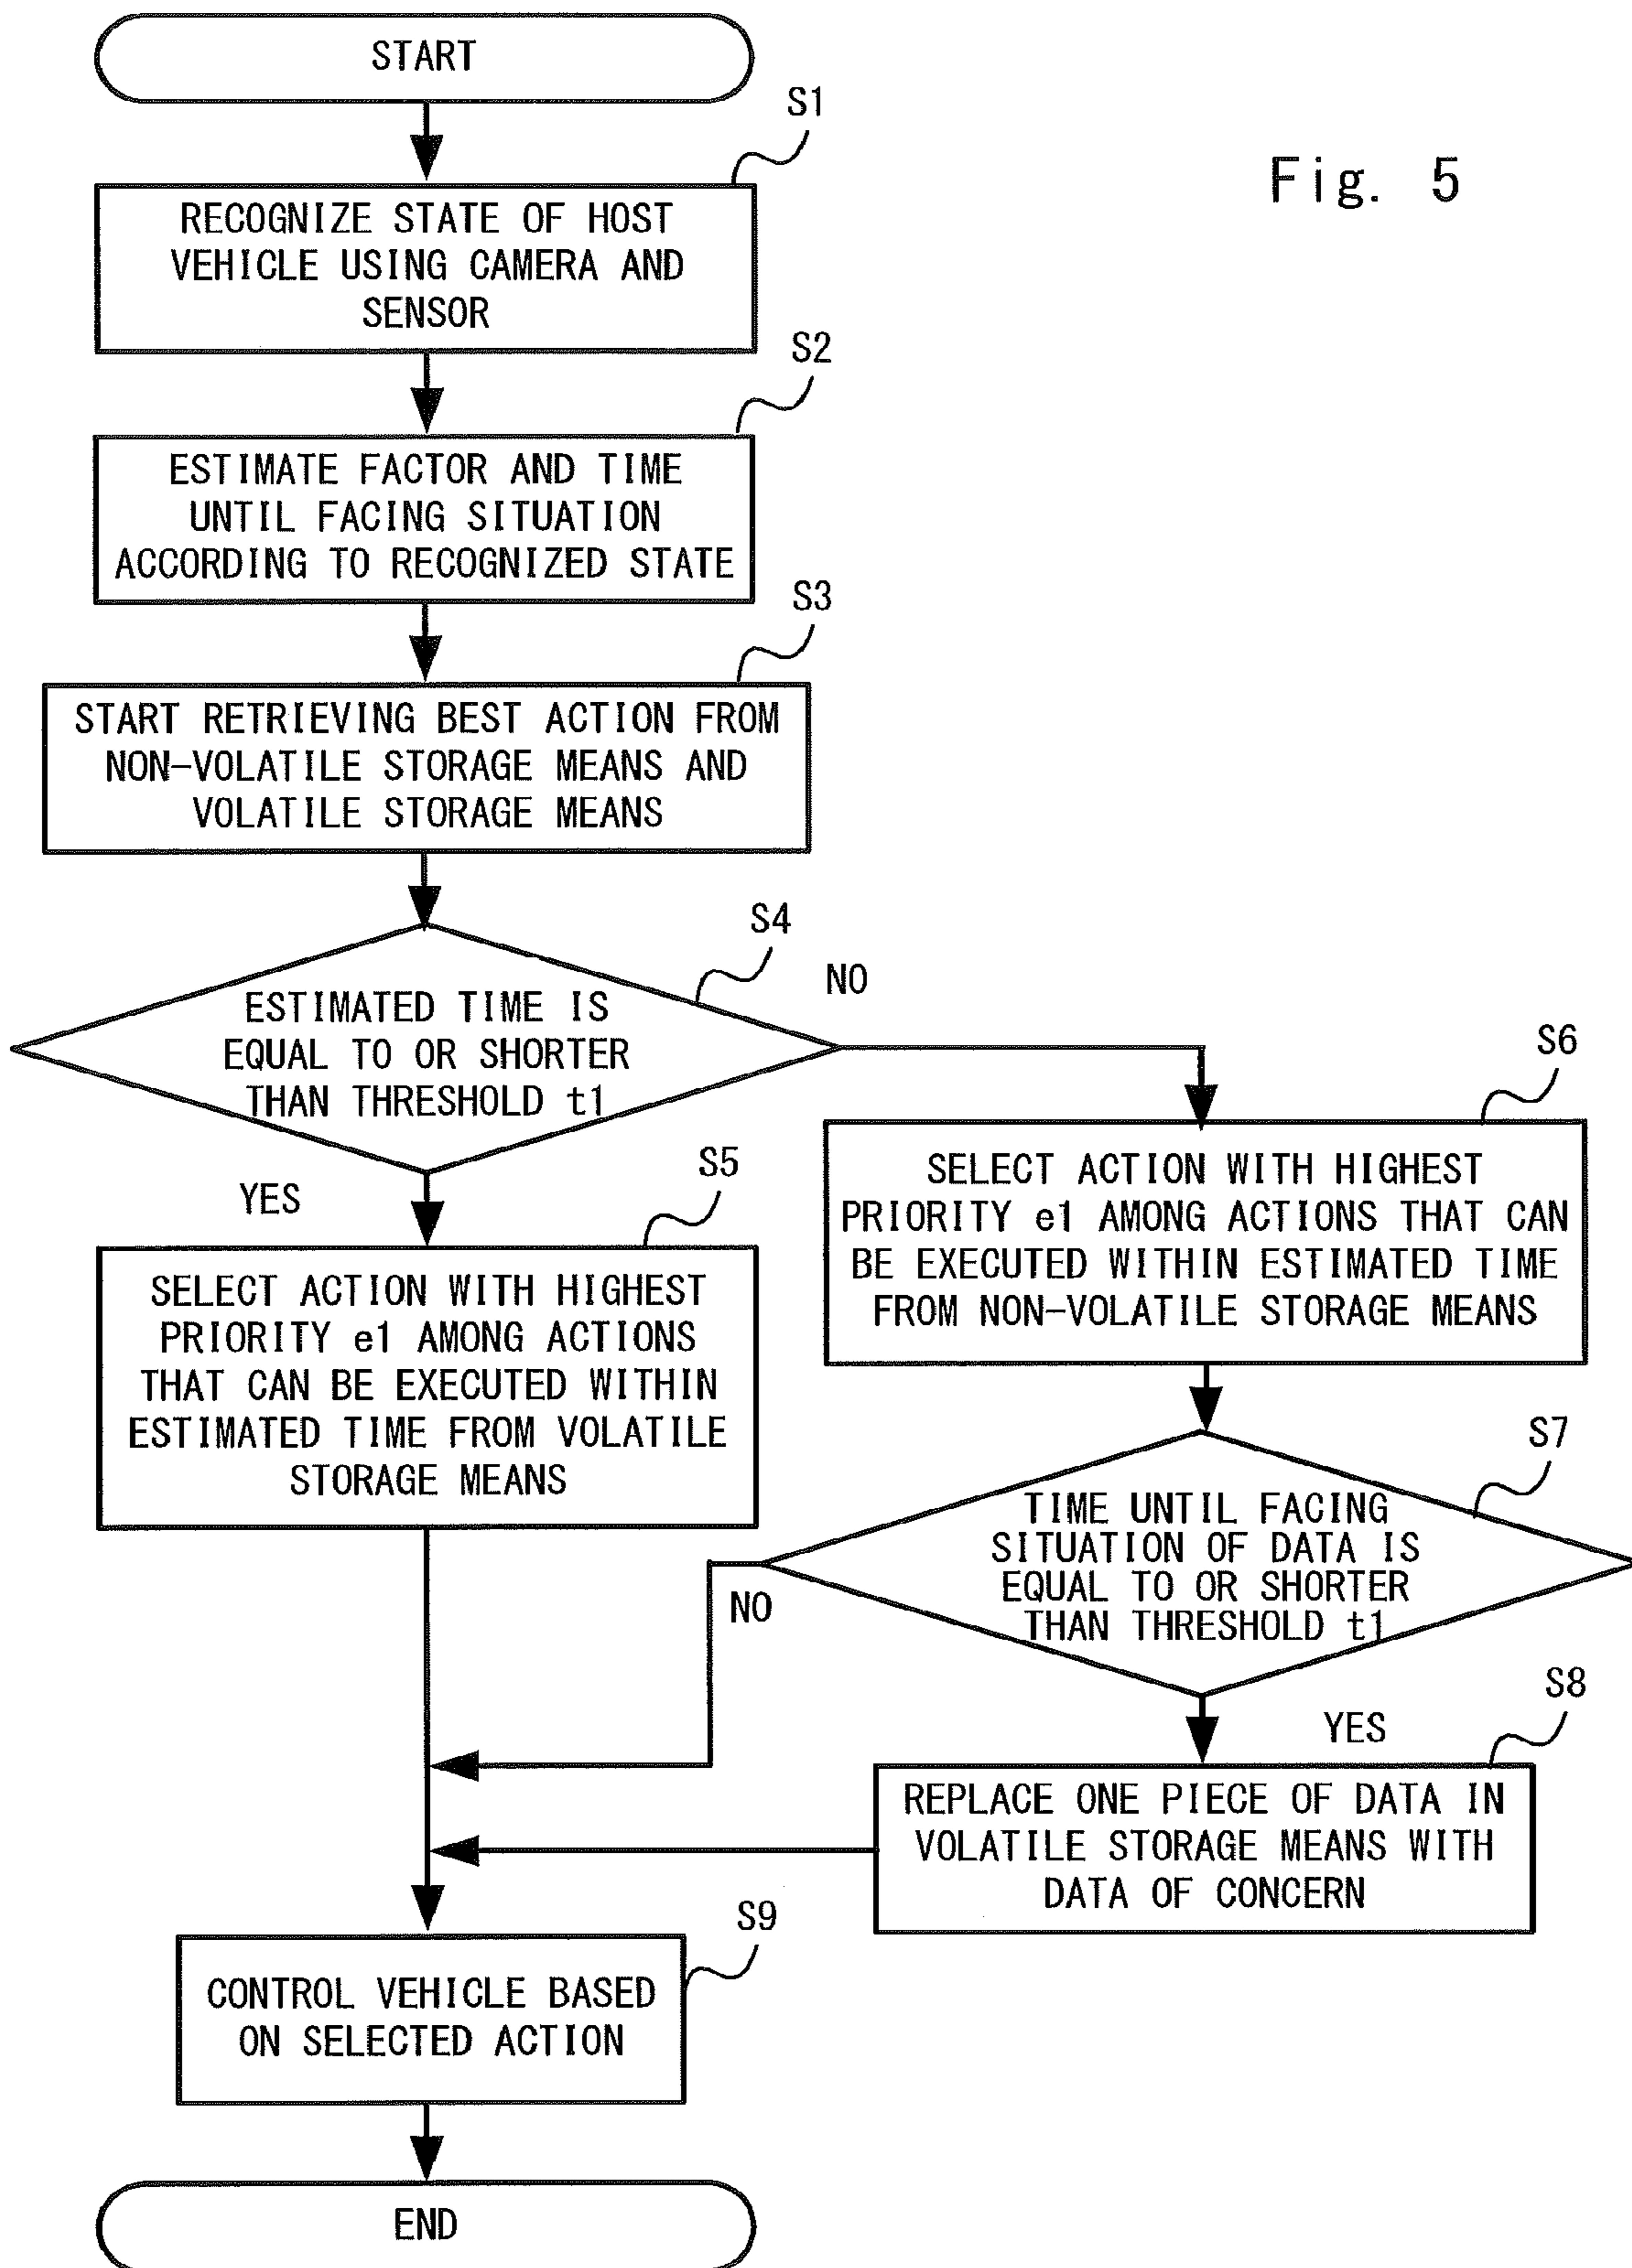 START
S1
Fig. 5
RECOGNIZE STATE OF HOST
VEHICLE USING CAMERA AND
SENSOR
S2
ESTIMATE FACTOR AND TIME
UNTIL FACING SITUATION
ACCORDING TO RECOGNIZED STATE
S3
START RETRIEVING BEST ACTION FROM
NON-VOLATILE STORAGE MEANS AND
VOLATILE STORAGE MEANS
S4
NO
ESTIMATED TIME IS
EQUAL TO OR SHORTER
THAN THRESHOLD t1
YES
S5
SELECT ACTION WITH HIGHEST
PRIORITY e1 AMONG ACTIONS
THAT CAN BE EXECUTED WITHIN
ESTIMATED TIME FROM VOLATILE
STORAGE MEANS
S6
SELECT ACTION WITH HIGHEST
PRIORITY e1 AMONG ACTIONS THAT CAN
BE EXECUTED WITHIN ESTIMATED TIME
FROM NON-VOLATILE STORAGE MEANS
S7
TIME UNTIL FACING
SITUATION OF DATA IS
EQUAL TO OR SHORTER
THAN THRESHOLD t1
NO
YES
S8
REPLACE ONE PIECE OF DATA IN
VOLATILE STORAGE MEANS WITH
DATA OF CONCERN
S9
CONTROL VEHICLE BASED
ON SELECTED ACTION
END